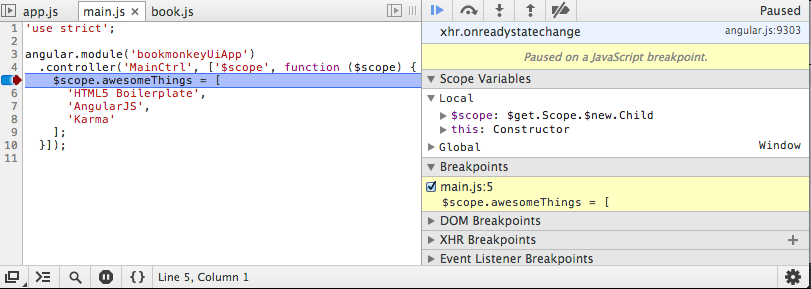 app.js main.js × book.js
1 'use strict';
2
3 angular.module('bookmonkeyUiApp')
4 .controller('MainCtrl', ['$scope', function ($scope) {
$scope.awesomeThings = [
6 'HTML5 Boilerplate',
7 'AngularJS',
8 'Karma'
9 ];
10 }]);
11
{} Line 5, Column 1
Paused
xhr.onreadystatechange angular.js:9303
Paused on a JavaScript breakpoint.
Scope Variables
Local
$scope: $get.Scope.$new.Child
this: Constructor
Global Window
Breakpoints
main.js:5
$scope.awesomeThings = [
DOM Breakpoints
XHR Breakpoints +
Event Listener Breakpoints